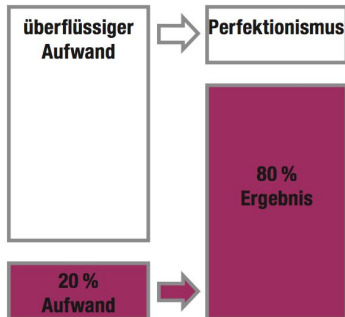 überflüssiger
Aufwand
Perfektionismus
80 %
Ergebnis
20 %
Aufwand